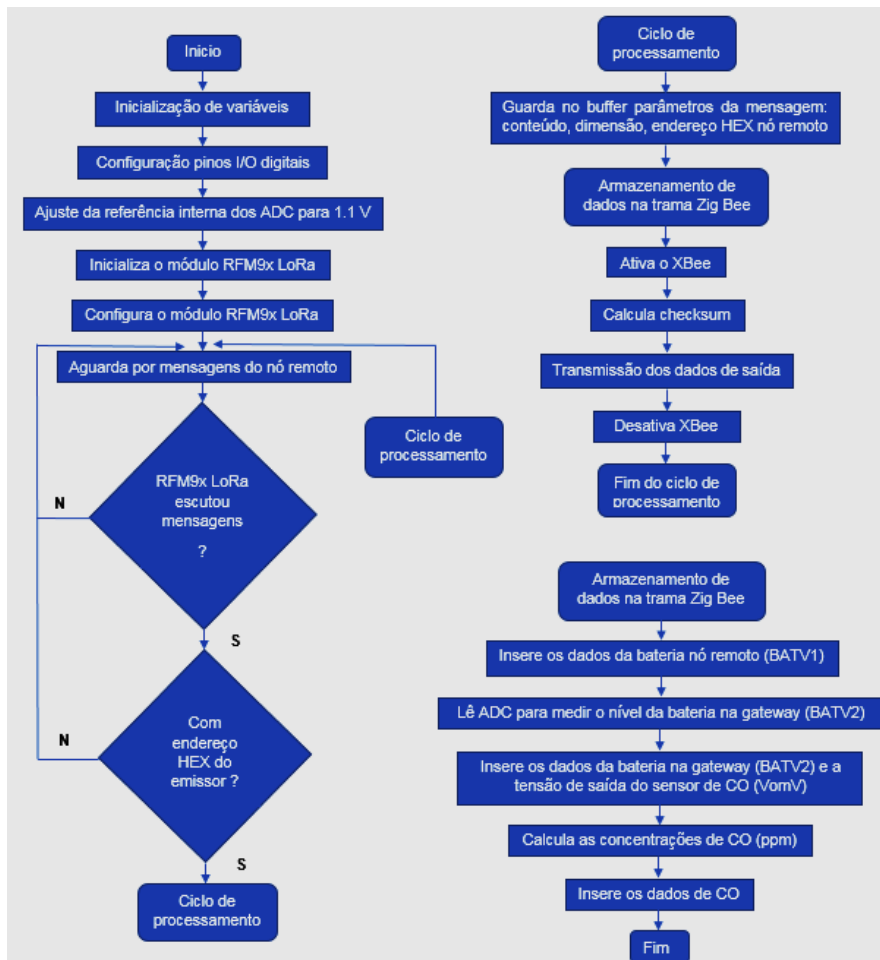 Inicio
Inicialização de variáveis
Configuração pinos I/O digitais
Ajuste da referência interna dos ADC para 1.1 V
Inicializa o módulo RFM9x LoRa
Configura o módulo RFM9x LoRa
Aguarda por mensagens do nó remoto
Ciclo de
processamento
RFM9x LoRa
escutou
mensagens
?
N
S
Com
endereço
HEX do
emissor ?
N
S
Ciclo de
processamento
Ciclo de
processamento
Guarda no buffer parâmetros da mensagem:
conteúdo, dimensão, endereço HEX nó remoto
Armazenamento de
dados na trama Zig Bee
Ativa o XBee
Calcula checksum
Transmissão dos dados de saída
Desativa XBee
Fim do ciclo de
processamento
Armazenamento de
dados na trama Zig Bee
Insere os dados da bateria nó remoto (BATV1)
Lê ADC para medir o nível da bateria na gateway (BATV2)
Insere os dados da bateria na gateway (BATV2) e a
tensão de saída do sensor de CO (VomV)
Calcula as concentrações de CO (ppm)
Insere os dados de CO
Fim